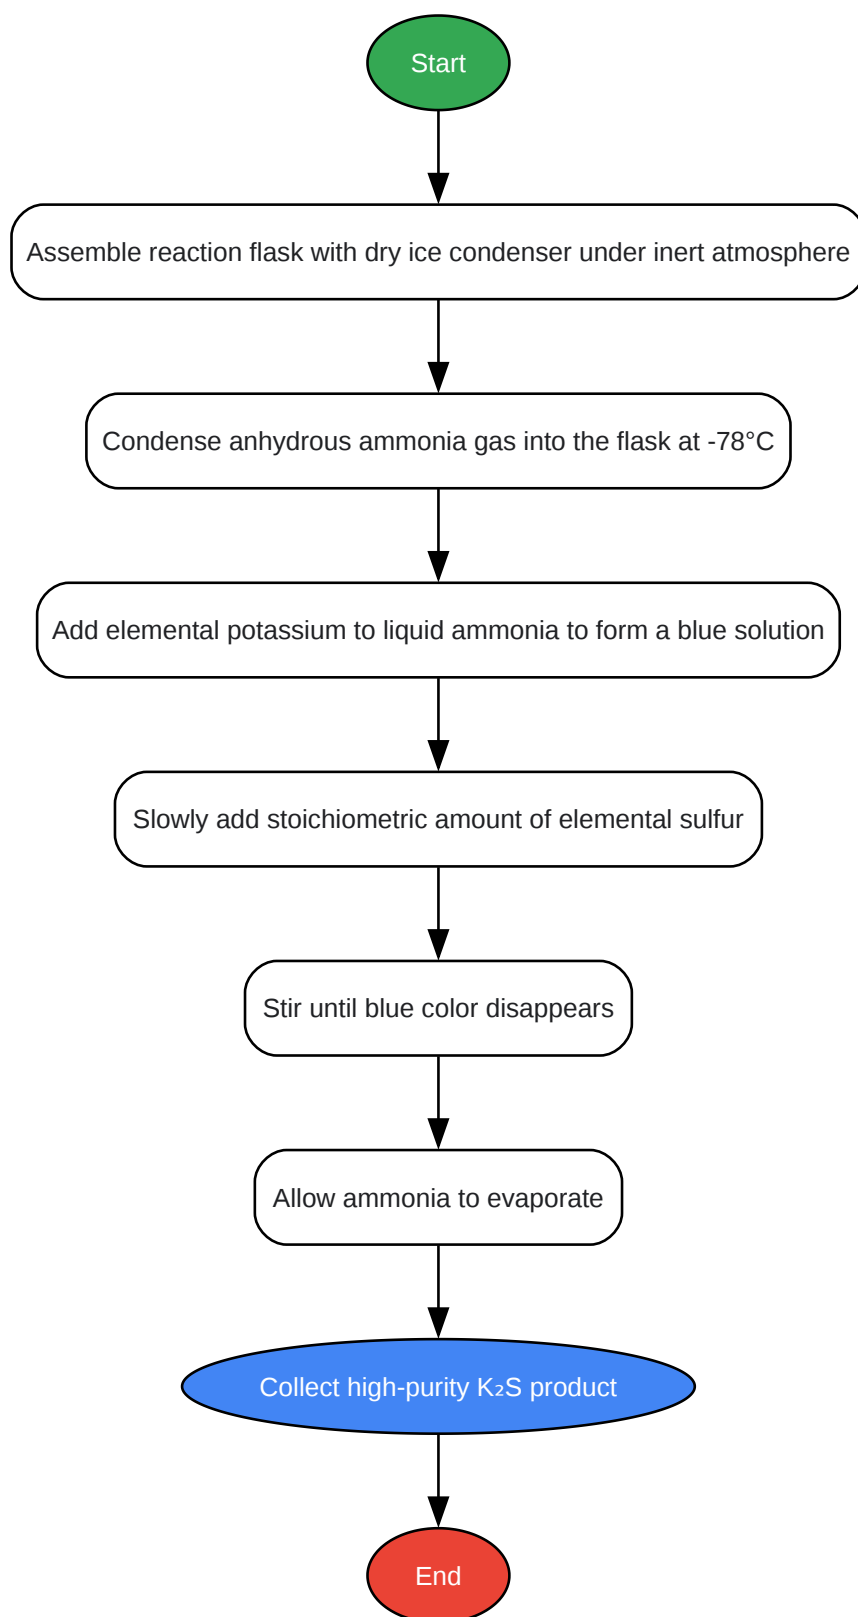 Start
Assemble reaction flask with dry ice condenser under inert atmosphere
Condense anhydrous ammonia gas into the flask at -78°C
Add elemental potassium to liquid ammonia to form a blue solution
Slowly add stoichiometric amount of elemental sulfur
Stir until blue color disappears
Allow ammonia to evaporate
Collect high-purity K₂S product
End